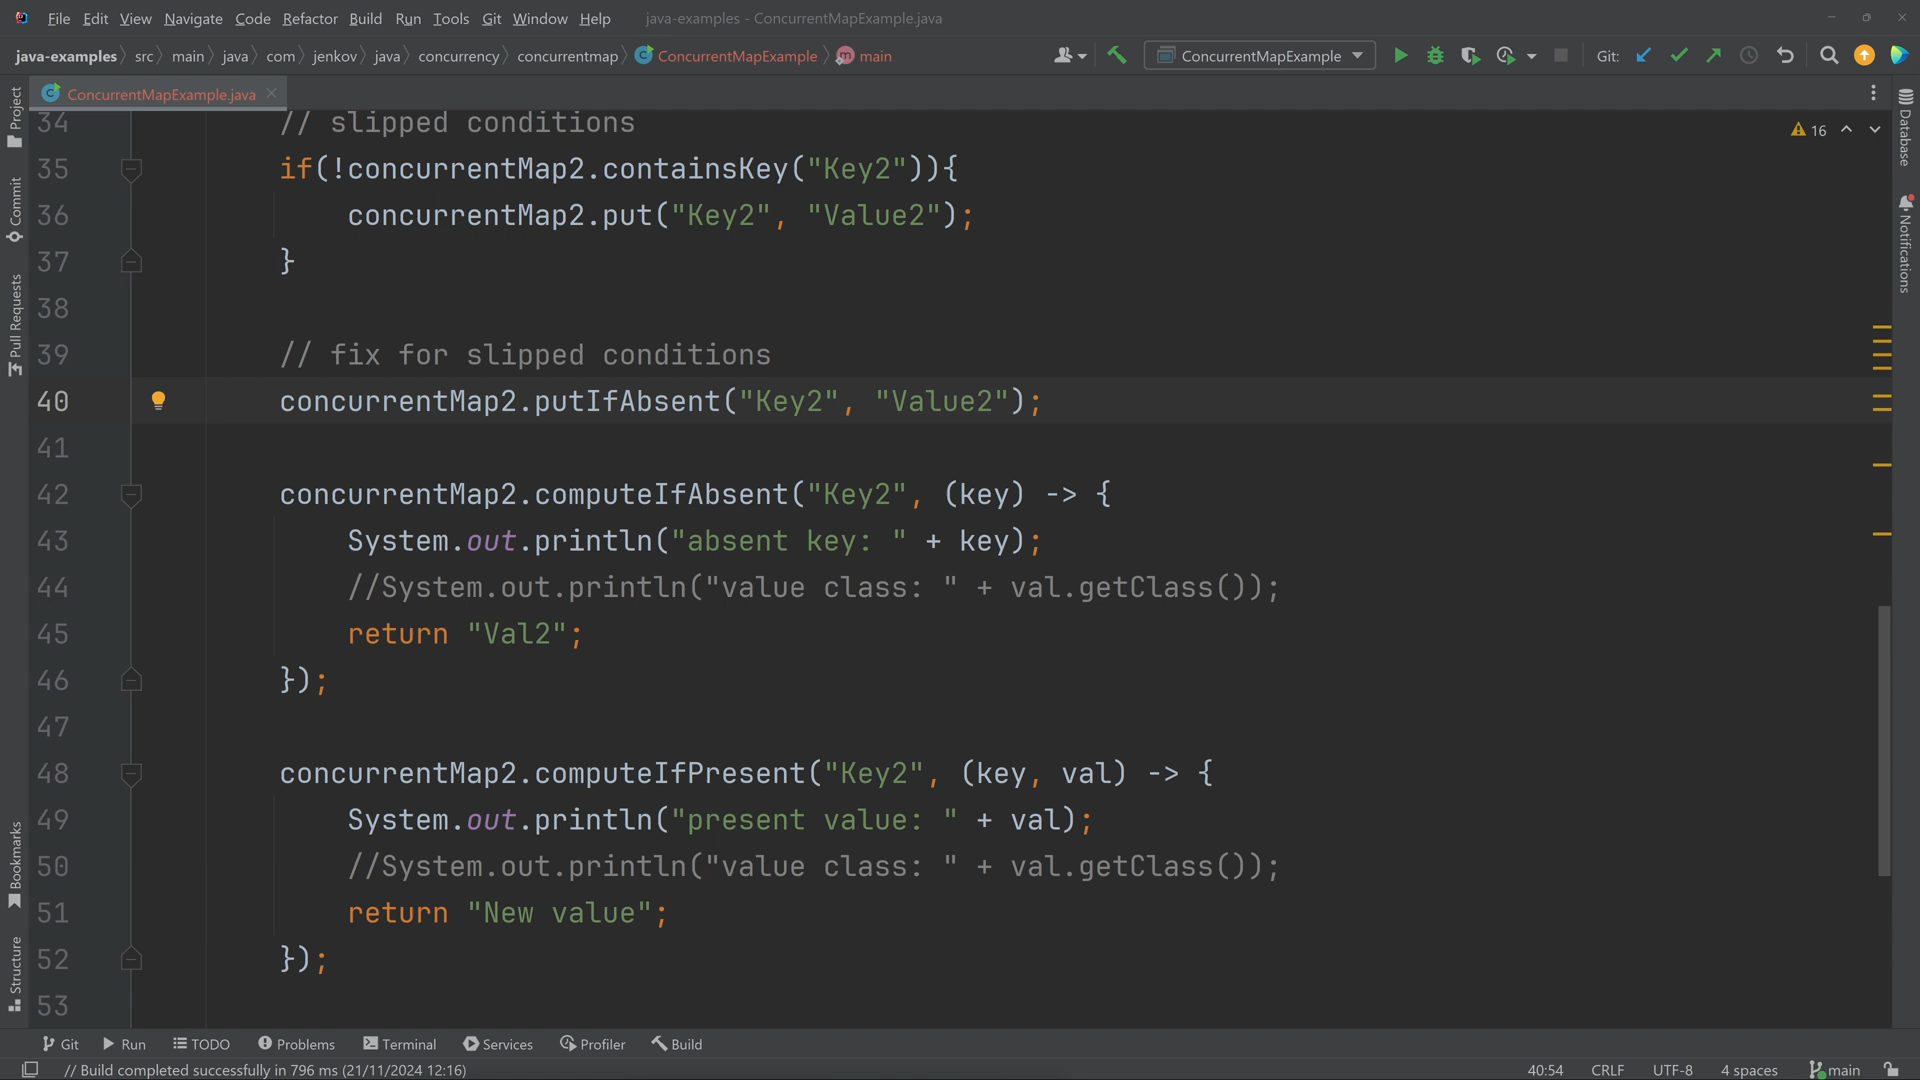 File Edit View Navigate Code Refactor Build Run Tools Git Window Help java-examples - ConcurrentMapExample.java
java-examples src main java com jenkov java concurrency concurrentmap ConcurrentMapExample main ConcurrentMapExample Git:
ConcurrentMapExample.java
34 // slipped conditions
16
35 if(!concurrentMap2.containsKey("Key2")){
36 concurrentMap2.put("Key2", "Value2");
37 }
38
39 // fix for slipped conditions
40 concurrentMap2.putIfAbsent("Key2", "Value2");
41
42 concurrentMap2.computeIfAbsent("Key2", (key) -> {
43 System.out.println("absent key: " + key);
44 //System.out.println("value class: " + val.getClass());
45 return "Val2";
46 });
47
48 concurrentMap2.computeIfPresent("Key2", (key, val) -> {
49 System.out.println("present value: " + val);
50 //System.out.println("value class: " + val.getClass());
51 return "New value";
52 });
53
Project
Commit
Pull Requests
Bookmarks
Structure
Database
Notifications
Git Run TODO Problems Terminal Services Profiler Build
// Build completed successfully in 796 ms (21/11/2024 12:16) 40:54 CRLF UTF-8 4 spaces main